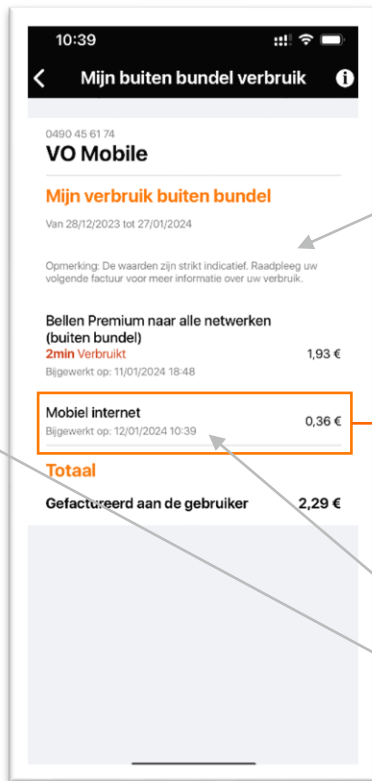 10:39
Mijn buiten bundel verbruik
0490 45 61 74
VO Mobile
Mijn verbruik buiten bundel
Van 28/12/2023 tot 27/01/2024
Opmerking: De waarden zijn strikt indicatief. Raadpleeg uw
volgende factuur voor meer informatie over uw verbruik.
Bellen Premium naar alle netwerken
(buiten bundel)
2min Verbruikt 1,93 €
Bijgewerkt op: 11/01/2024 18:48
Mobiel internet 0,36 €
Bijgewerkt op: 12/01/2024 10:39
Totaal
Gefactureerd aan de gebruiker 2,29 €